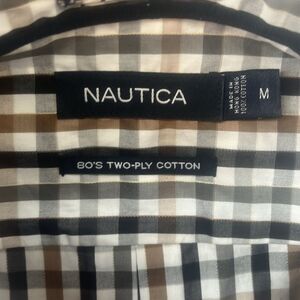 NAUTICA
MADE IN
HONG KONG
100% COTTON
M
80'S TWO-PLY COTTON